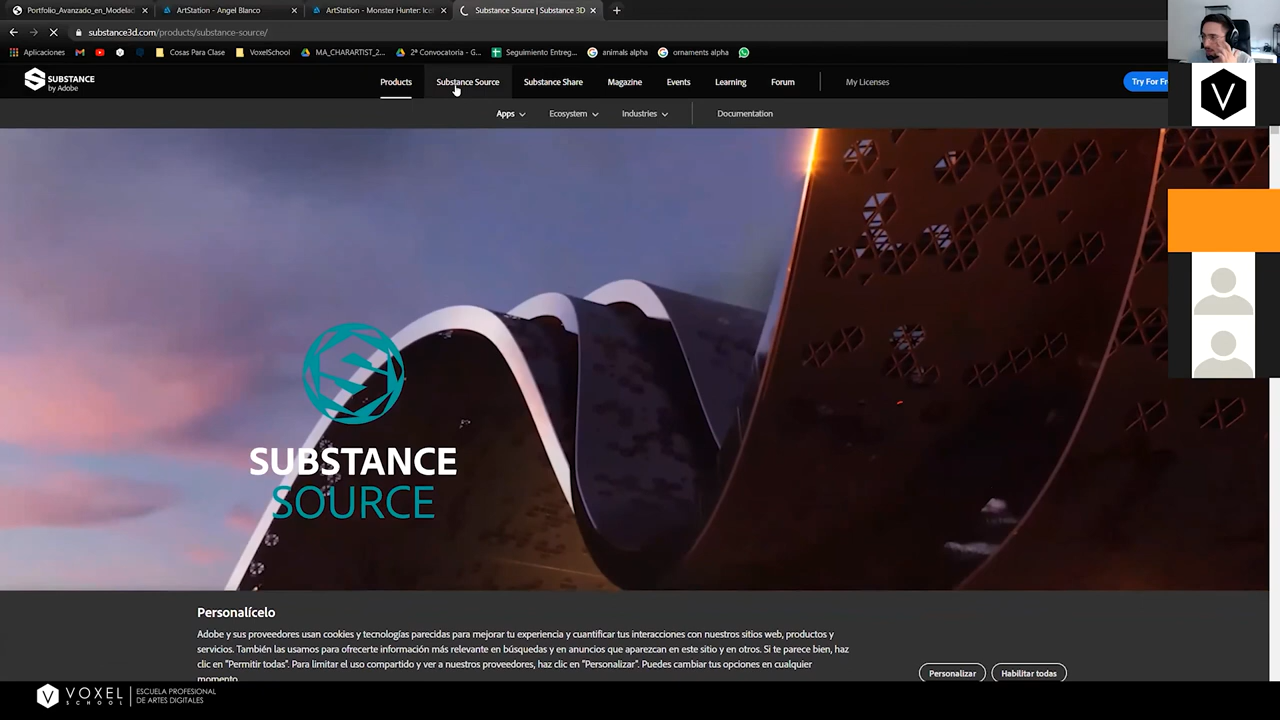 Portfolio_Avanzado_en_Modelad
ArtStation - Angel Blanco
ArtStation - Monster Hunter: Icel
Substance Source | Substance 3D
substance3d.com/products/substance-source/
Aplicaciones
Cosas Para Clase
VoxelSchool
MA_CHARARTIST_2...
2ª Convocatoria - G...
Seguimiento Entreg...
animals alpha
ornaments alpha
SUBSTANCE
by Adobe
Products
Substance Source
Substance Share
Magazine
Events
Learning
Forum
My Licenses
Try For Fr
Apps
Ecosystem
Industries
Documentation
SUBSTANCE
SOURCE
Personalícelo
Adobe y sus proveedores usan cookies y tecnologías parecidas para mejorar tu experiencia y cuantificar tus interacciones con nuestros sitios web, productos y
servicios. También las usamos para ofrecerte información más relevante en búsquedas y en anuncios que aparezcan en este sitio y en otros. Si te parece bien, haz
clic en "Permitir todas". Para limitar el uso compartido y ver a nuestros proveedores, haz clic en "Personalizar". Puedes cambiar tus opciones en cualquier
momento.
Personalizar
Habilitar todas
VOXEL
SCHOOL
ESCUELA PROFESIONAL
DE ARTES DIGITALES